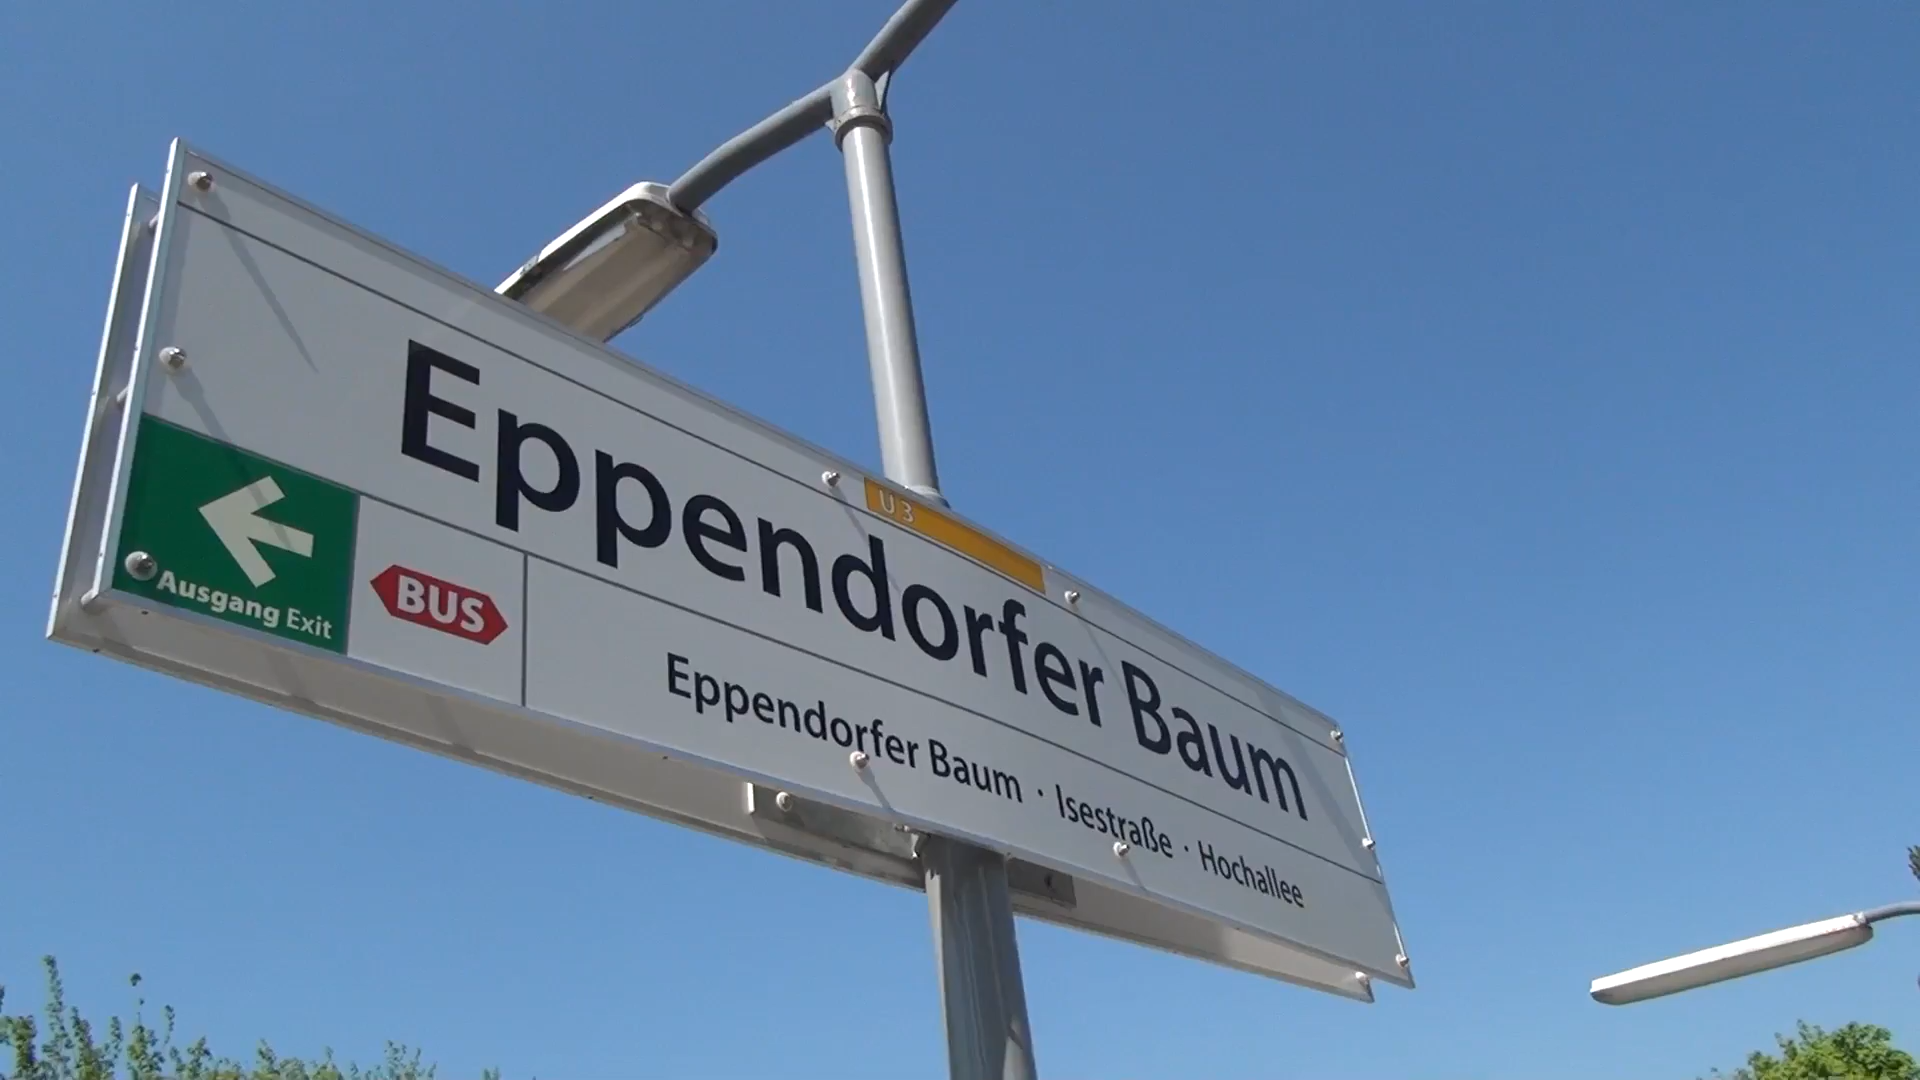 U3
Eppendorfer Baum
Ausgang Exit
BUS
Eppendorfer Baum · Isestraße · Hochallee